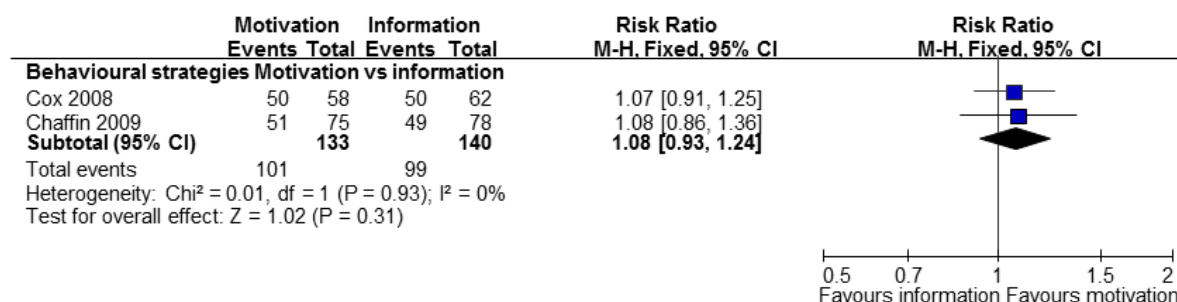 Motivation Information Risk Ratio Risk Ratio
Events Total Events Total M-H, Fixed, 95% CI M-H, Fixed, 95% CI
Behavioural strategies Motivation vs information
Cox 2008 50 58 50 62 1.07 [0.91, 1.25]
Chaffin 2009 51 75 49 78 1.08 [0.86, 1.36]
Subtotal (95% CI) 133 140 1.08 [0.93, 1.24]
Total events 101 99
Heterogeneity: Chi² = 0.01, df = 1 (P = 0.93); I² = 0%
Test for overall effect: Z = 1.02 (P = 0.31)
0.5 0.7 1 1.5 2
Favours information Favours motivation